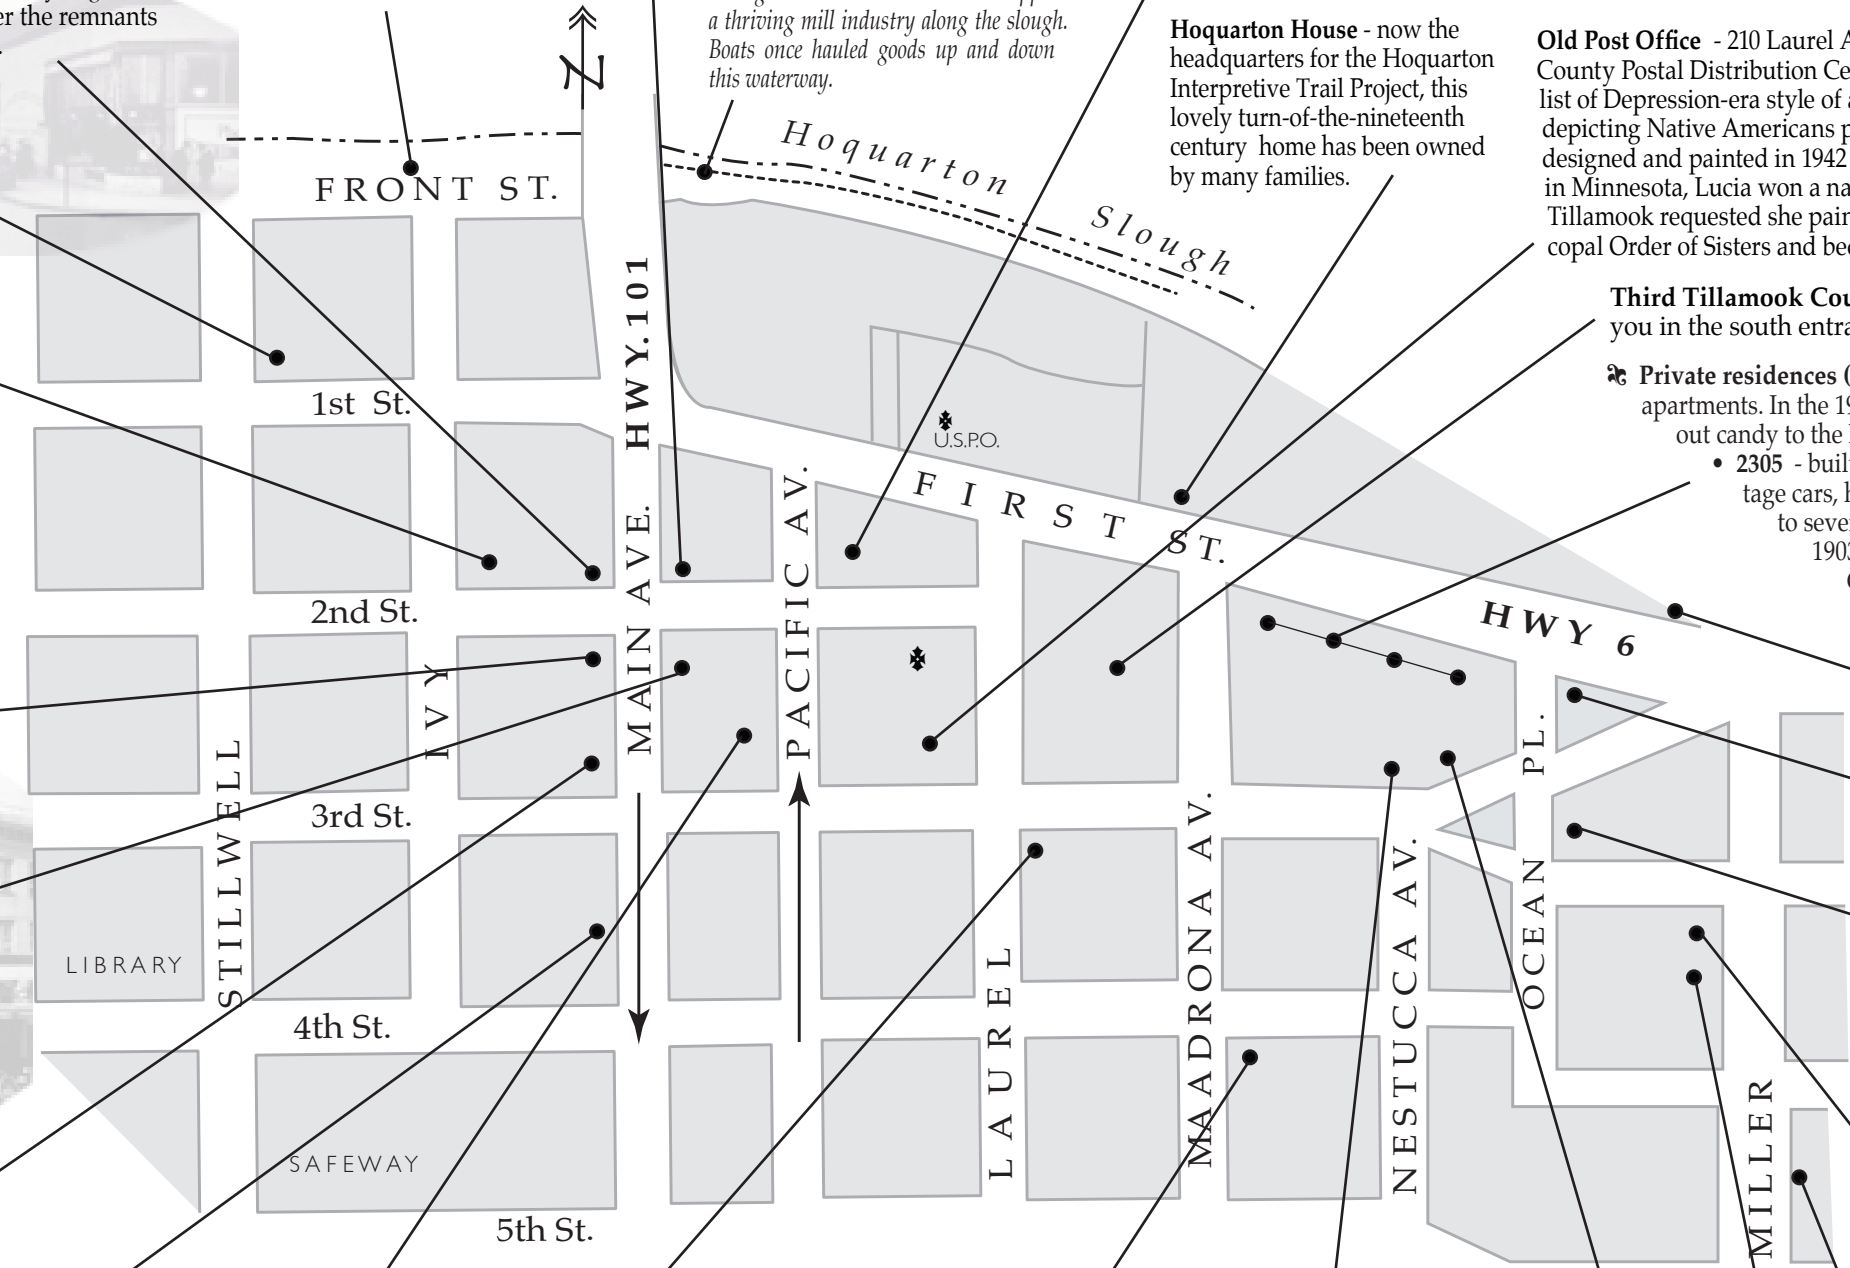 er the remnants
a thriving mill industry along the slough.
Boats once hauled goods up and down
this waterway.
Hoquarton House - now the
headquarters for the Hoquarton
Interpretive Trail Project, this
lovely turn-of-the-nineteenth
century home has been owned
by many families.
Old Post Office - 210 Laurel A
County Postal Distribution Ce
list of Depression-era style of a
depicting Native Americans p
designed and painted in 1942
in Minnesota, Lucia won a na
Tillamook requested she pain
copal Order of Sisters and bec
Third Tillamook Cou
you in the south entra
Private residences (
apartments. In the 19
out candy to the
• 2305 - built
tage cars, h
to seve
1903
N
Hoquarton Slough
FRONT ST.
HWY.101
1st St.
U.S.P.O.
FIRST ST.
HWY 6
2nd St.
IVY
MAIN AVE.
PACIFIC AV.
PL.
3rd St.
STILLWELL
LIBRARY
4th St.
LAUREL
MAADRONA AV.
NESTUCCA AV.
OCEAN
MILLER
SAFEWAY
5th St.